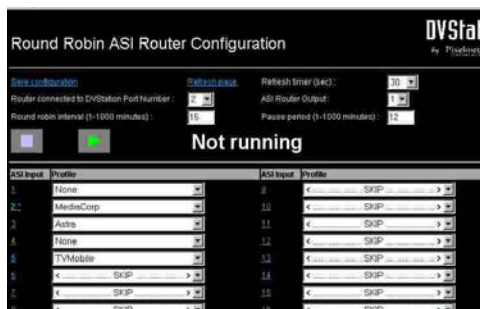 Round Robin ASI Router Configuration
DVStat
by Pixelmetrix
Save configuration
Refresh page
Refresh timer (sec) :
30
Router connected to DVStation Port Number :
2
ASI Router Output :
1
Round robin interval (1-1000 minutes) :
15
Pause period (1-1000 minutes) :
12
Not running
ASI Input Profile ASI Input Profile
1 None 9 < SKIP >
2 * MediaCorp 10 < SKIP >
3 Astra 11 < SKIP >
4 None 12 < SKIP >
5 TVMobile 13 < SKIP >
6 < SKIP > 14 < SKIP >
7 < SKIP > 15 < SKIP >